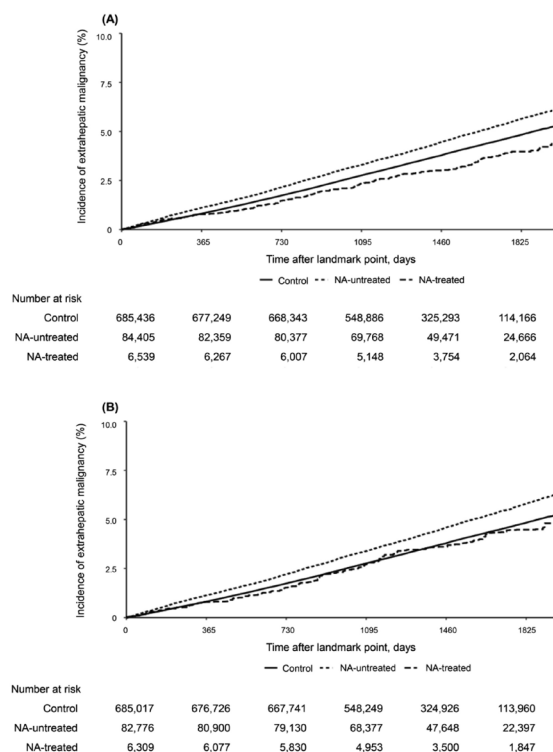 (A)
Incidence of extrahepatic malignancy (%)
10.0
7.5
5.0
2.5
0
0 365 730 1095 1460 1825
Time after landmark point, days
Control NA-untreated NA-treated
Number at risk
Control 685,436 677,249 668,343 548,886 325,293 114,166
NA-untreated 84,405 82,359 80,377 69,768 49,471 24,666
NA-treated 6,539 6,267 6,007 5,148 3,754 2,064
(B)
Incidence of extrahepatic malignancy (%)
10.0
7.5
5.0
2.5
0
0 365 730 1095 1460 1825
Time after landmark point, days
Control NA-untreated NA-treated
Number at risk
Control 685,017 676,726 667,741 548,249 324,926 113,960
NA-untreated 82,776 80,900 79,130 68,377 47,648 22,397
NA-treated 6,309 6,077 5,830 4,953 3,500 1,847